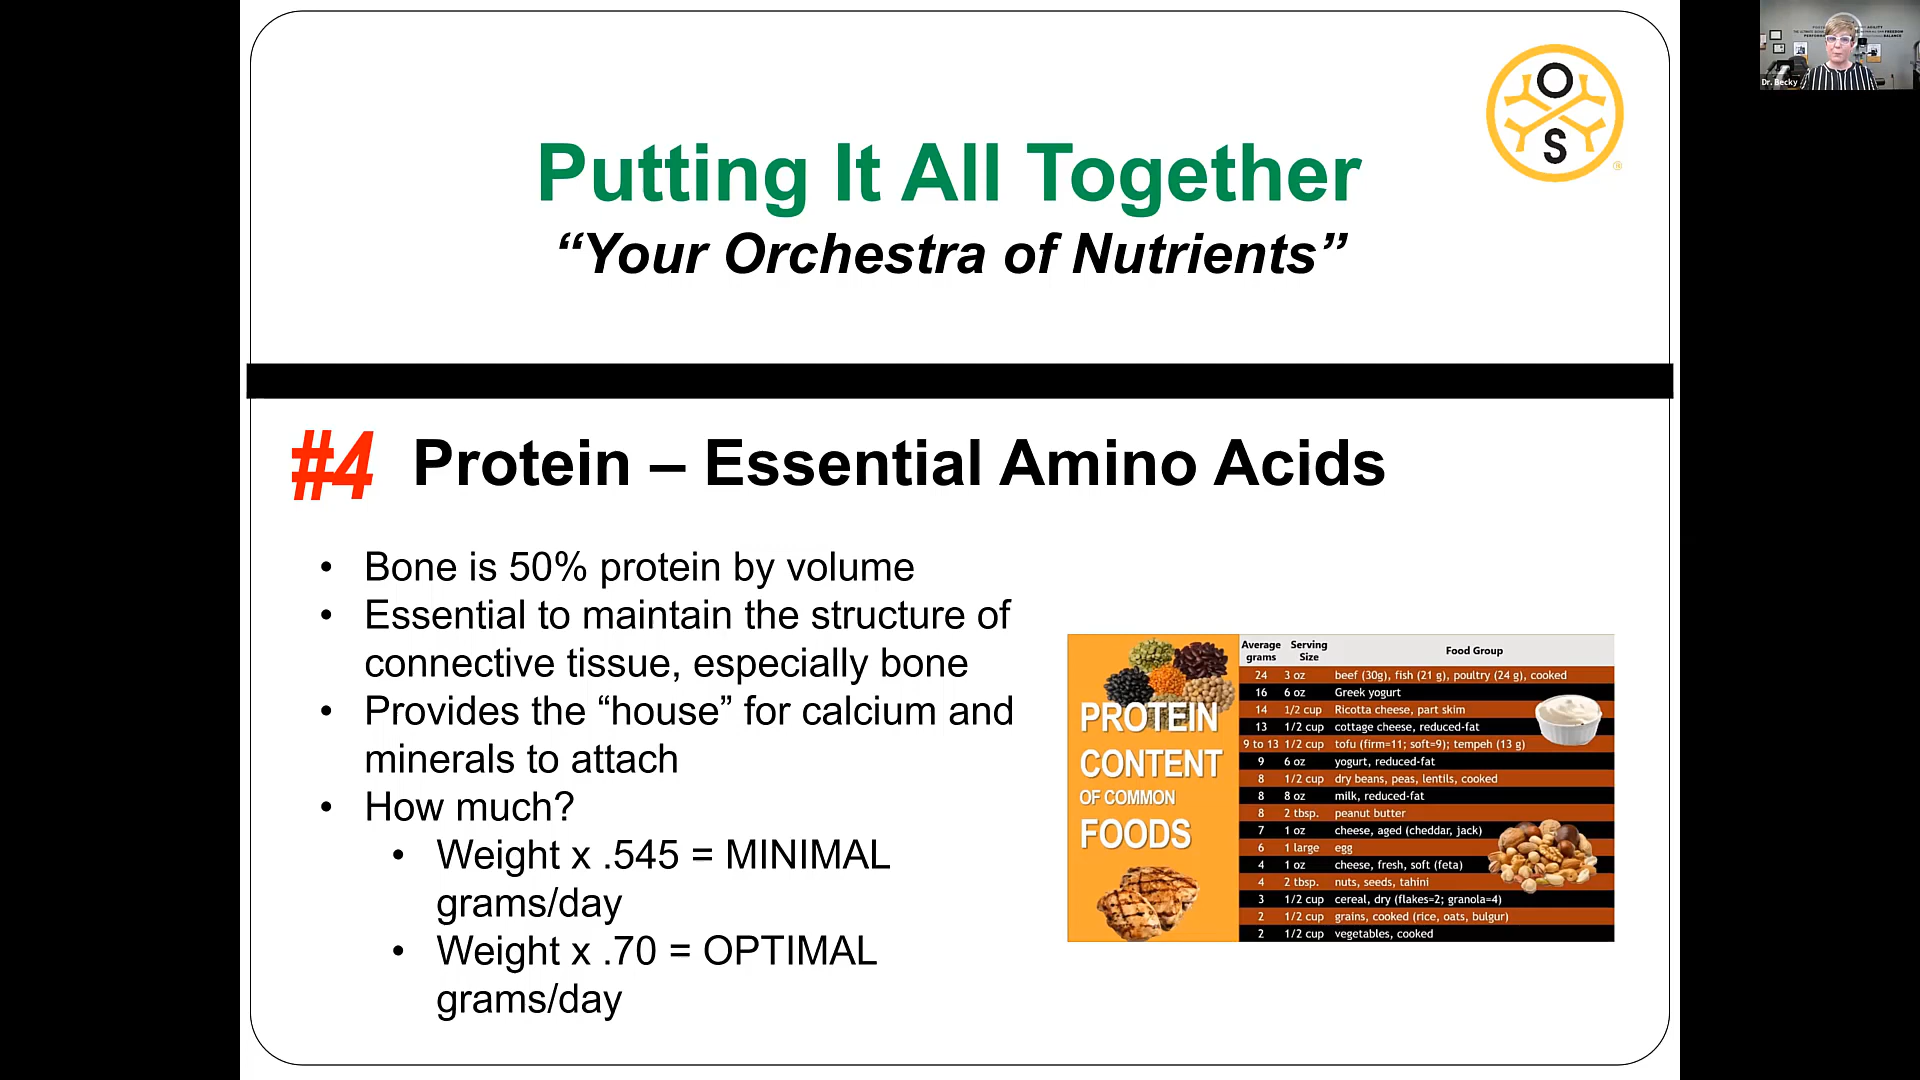 Putting It All Together
“Your Orchestra of Nutrients”
O
S
®
Dr. Becky
#4 Protein – Essential Amino Acids
• Bone is 50% protein by volume
• Essential to maintain the structure of
connective tissue, especially bone
• Provides the “house” for calcium and
minerals to attach
• How much?
• Weight x .545 = MINIMAL
grams/day
• Weight x .70 = OPTIMAL
grams/day
PROTEIN
CONTENT
OF COMMON
FOODS
Average grams Serving Size Food Group
24 3 oz beef (30g), fish (21 g), poultry (24 g), cooked
16 6 oz Greek yogurt
14 1/2 cup Ricotta cheese, part skim
13 1/2 cup cottage cheese, reduced-fat
9 to 13 1/2 cup tofu (firm=11; soft=9); tempeh (13 g)
9 6 oz yogurt, reduced-fat
8 1/2 cup dry beans, peas, lentils, cooked
8 8 oz milk, reduced-fat
8 2 tbsp. peanut butter
7 1 oz cheese, aged (cheddar, jack)
6 1 large egg
4 1 oz cheese, fresh, soft (feta)
4 2 tbsp. nuts, seeds, tahini
3 1/2 cup cereal, dry (flakes=2; granola=4)
2 1/2 cup grains, cooked (rice, oats, bulgur)
2 1/2 cup vegetables, cooked